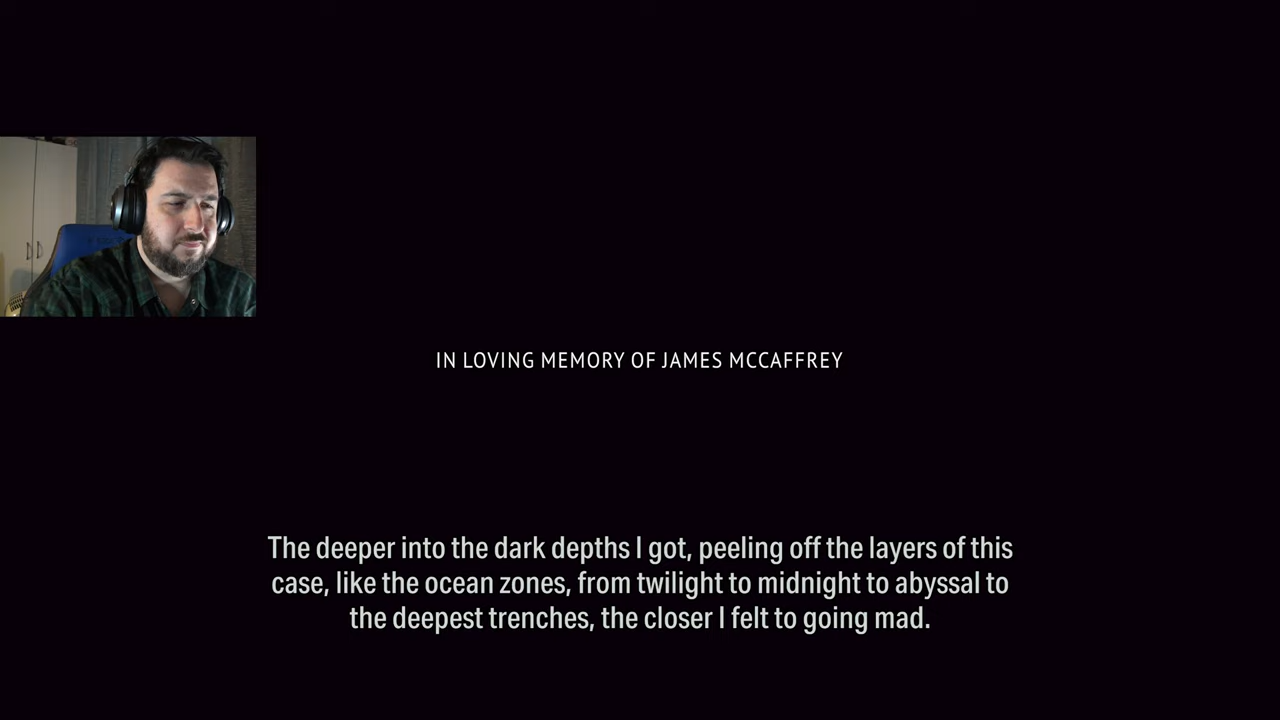 IN LOVING MEMORY OF JAMES MCCAFFREY
The deeper into the dark depths I got, peeling off the layers of this
case, like the ocean zones, from twilight to midnight to abyssal to
the deepest trenches, the closer I felt to going mad.